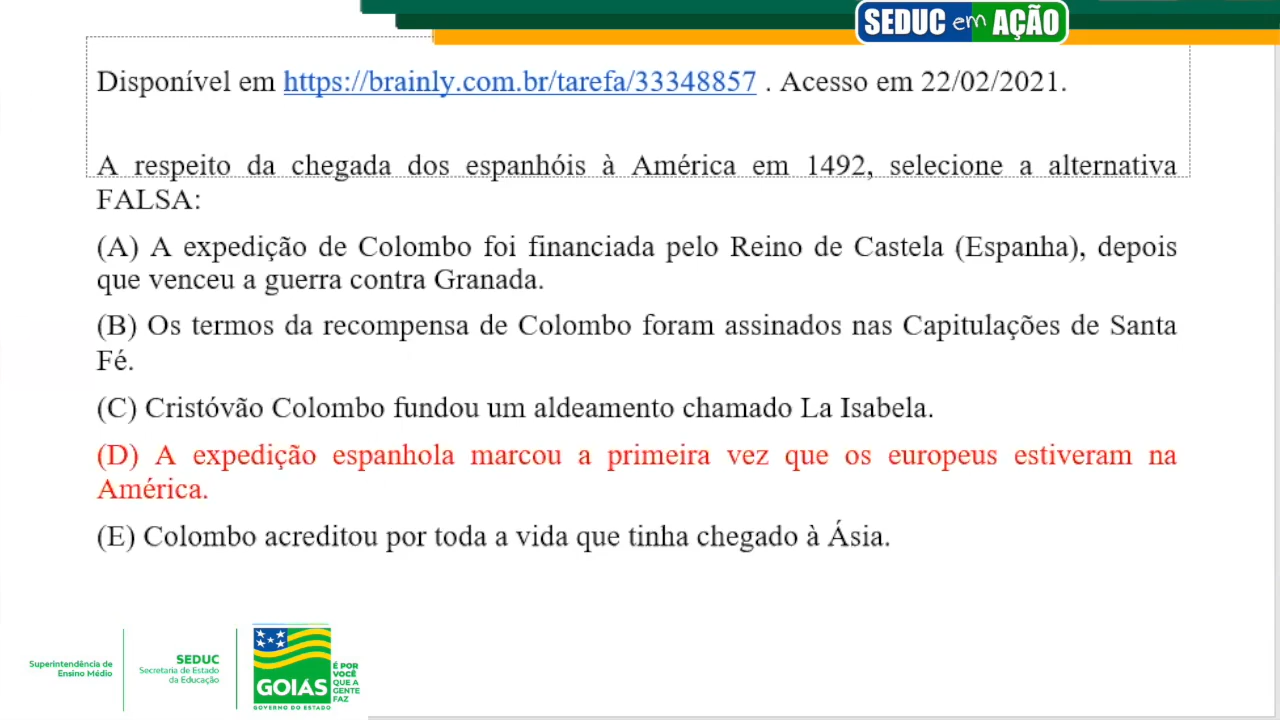 SEDUC em AÇÃO
Disponível em https://brainly.com.br/tarefa/33348857 . Acesso em 22/02/2021.
A respeito da chegada dos espanhóis à América em 1492, selecione a alternativa
FALSA:
(A) A expedição de Colombo foi financiada pelo Reino de Castela (Espanha), depois
que venceu a guerra contra Granada.
(B) Os termos da recompensa de Colombo foram assinados nas Capitulações de Santa
Fé.
(C) Cristóvão Colombo fundou um aldeamento chamado La Isabela.
(D) A expedição espanhola marcou a primeira vez que os europeus estiveram na
América.
(E) Colombo acreditou por toda a vida que tinha chegado à Ásia.
Superintendência de
Ensino Médio
SEDUC
Secretaria de Estado
da Educação
GOIÁS
GOVERNO DO ESTADO
É POR
VOCÊ
QUE A
GENTE
FAZ